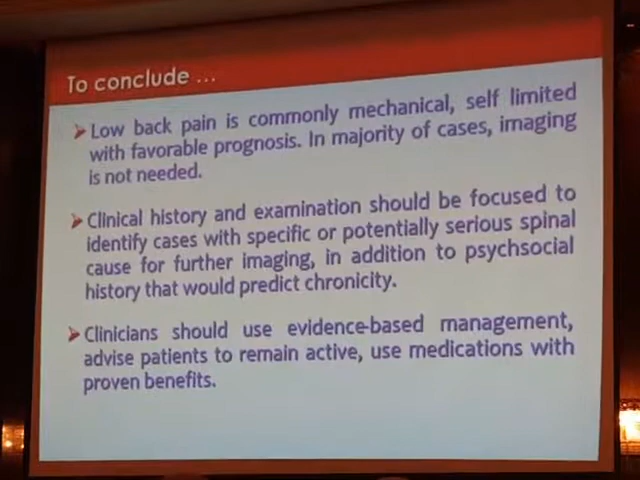 To conclude ...
➤Low back pain is commonly mechanical, self limited
with favorable prognosis. In majority of cases, imaging
is not needed.
➤Clinical history and examination should be focused to
identify cases with specific or potentially serious spinal
cause for further imaging, in addition to psychsocial
history that would predict chronicity.
➤Clinicians should use evidence-based management,
advise patients to remain active, use medications with
proven benefits.